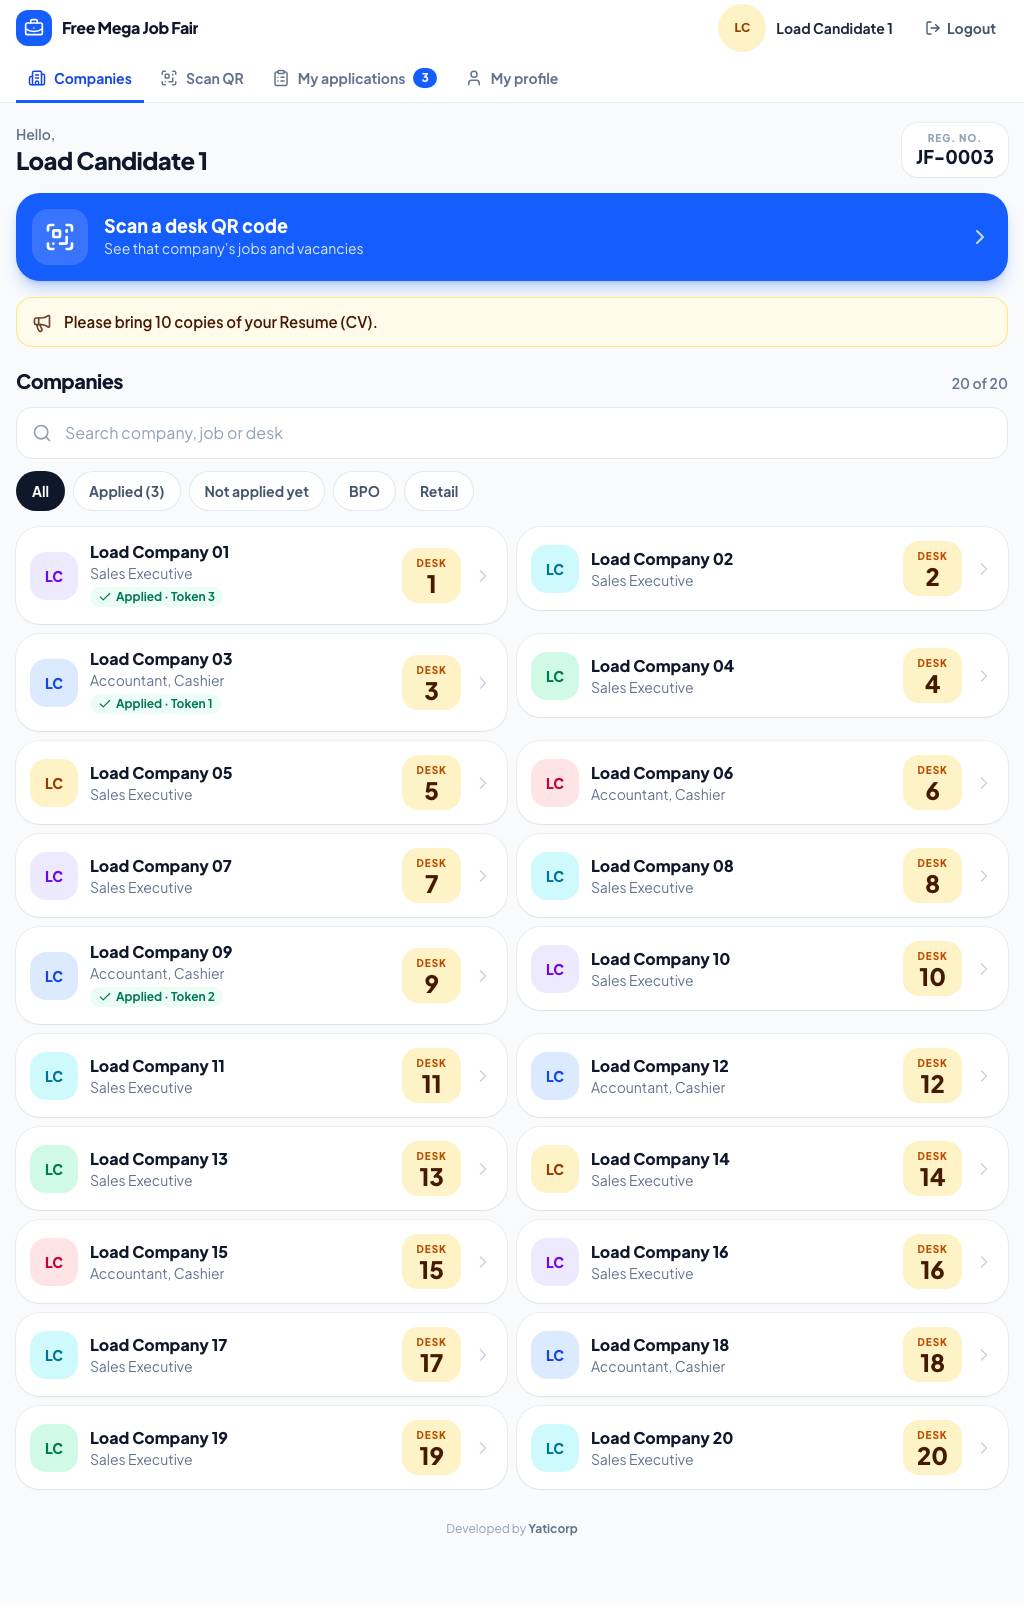 Free Mega Job Fair
LC Load Candidate 1 Logout
Companies Scan QR My applications 3 My profile
Hello,
Load Candidate 1
REG. NO.
JF-0003
Scan a desk QR code
See that company's jobs and vacancies
Please bring 10 copies of your Resume (CV).
Companies
20 of 20
Search company, job or desk
All Applied (3) Not applied yet BPO Retail
LC
Load Company 01
Sales Executive
Applied · Token 3
DESK
1
LC
Load Company 02
Sales Executive
DESK
2
LC
Load Company 03
Accountant, Cashier
Applied · Token 1
DESK
3
LC
Load Company 04
Sales Executive
DESK
4
LC
Load Company 05
Sales Executive
DESK
5
LC
Load Company 06
Accountant, Cashier
DESK
6
LC
Load Company 07
Sales Executive
DESK
7
LC
Load Company 08
Sales Executive
DESK
8
LC
Load Company 09
Accountant, Cashier
Applied · Token 2
DESK
9
LC
Load Company 10
Sales Executive
DESK
10
LC
Load Company 11
Sales Executive
DESK
11
LC
Load Company 12
Accountant, Cashier
DESK
12
LC
Load Company 13
Sales Executive
DESK
13
LC
Load Company 14
Sales Executive
DESK
14
LC
Load Company 15
Accountant, Cashier
DESK
15
LC
Load Company 16
Sales Executive
DESK
16
LC
Load Company 17
Sales Executive
DESK
17
LC
Load Company 18
Accountant, Cashier
DESK
18
LC
Load Company 19
Sales Executive
DESK
19
LC
Load Company 20
Sales Executive
DESK
20
Developed by Yaticorp